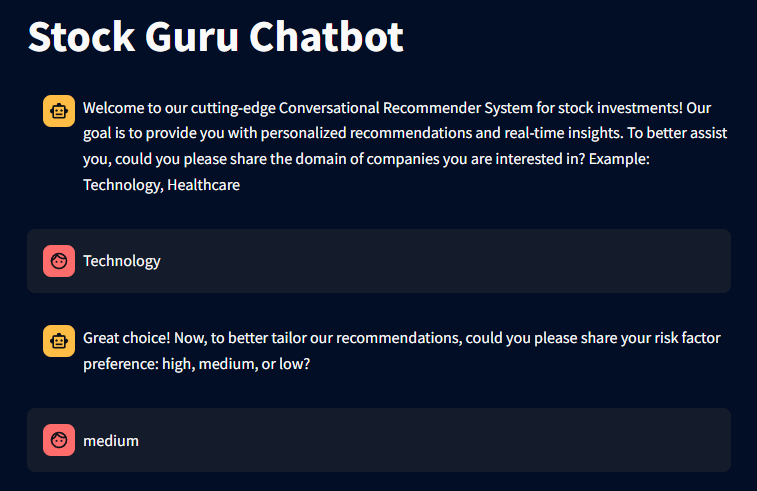 Stock Guru Chatbot
Welcome to our cutting-edge Conversational Recommender System for stock investments! Our
goal is to provide you with personalized recommendations and real-time insights. To better assist
you, could you please share the domain of companies you are interested in? Example:
Technology, Healthcare
Technology
Great choice! Now, to better tailor our recommendations, could you please share your risk factor
preference: high, medium, or low?
medium